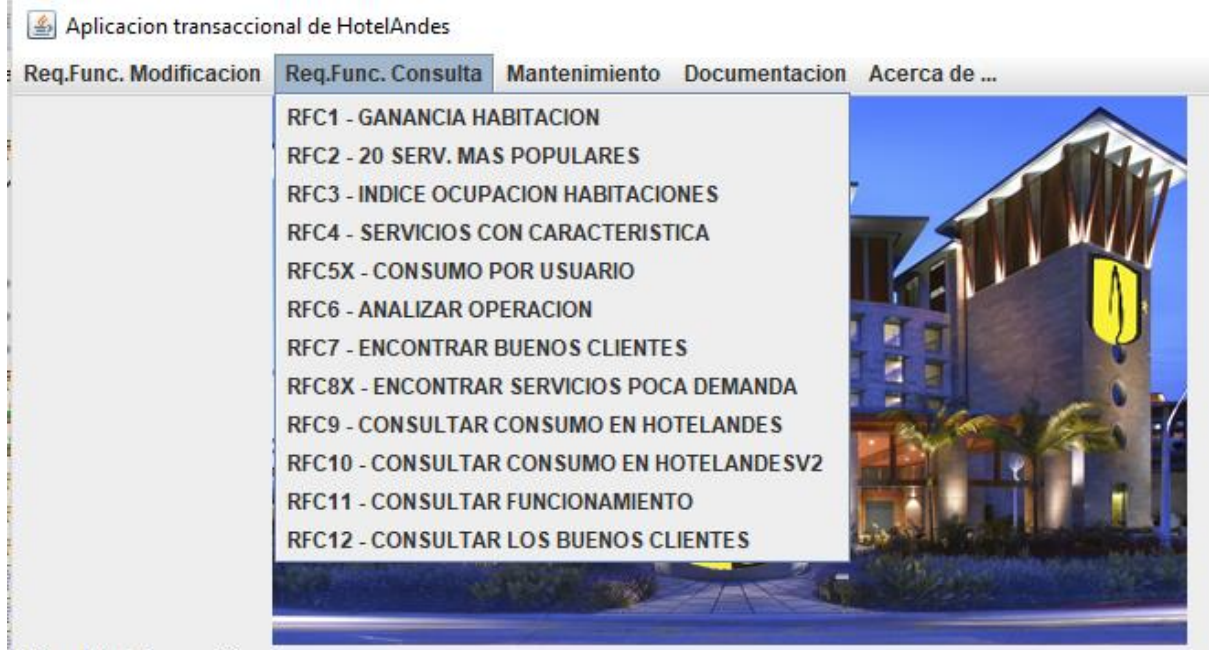 Aplicacion transaccional de HotelAndes
Req.Func. Modificacion Req.Func. Consulta Mantenimiento Documentacion Acerca de ...
RFC1 - GANANCIA HABITACION
RFC2 - 20 SERV. MAS POPULARES
RFC3 - INDICE OCUPACION HABITACIONES
RFC4 - SERVICIOS CON CARACTERISTICA
RFC5X - CONSUMO POR USUARIO
RFC6 - ANALIZAR OPERACION
RFC7 - ENCONTRAR BUENOS CLIENTES
RFC8X - ENCONTRAR SERVICIOS POCA DEMANDA
RFC9 - CONSULTAR CONSUMO EN HOTELANDES
RFC10 - CONSULTAR CONSUMO EN HOTELANDESV2
RFC11 - CONSULTAR FUNCIONAMIENTO
RFC12 - CONSULTAR LOS BUENOS CLIENTES